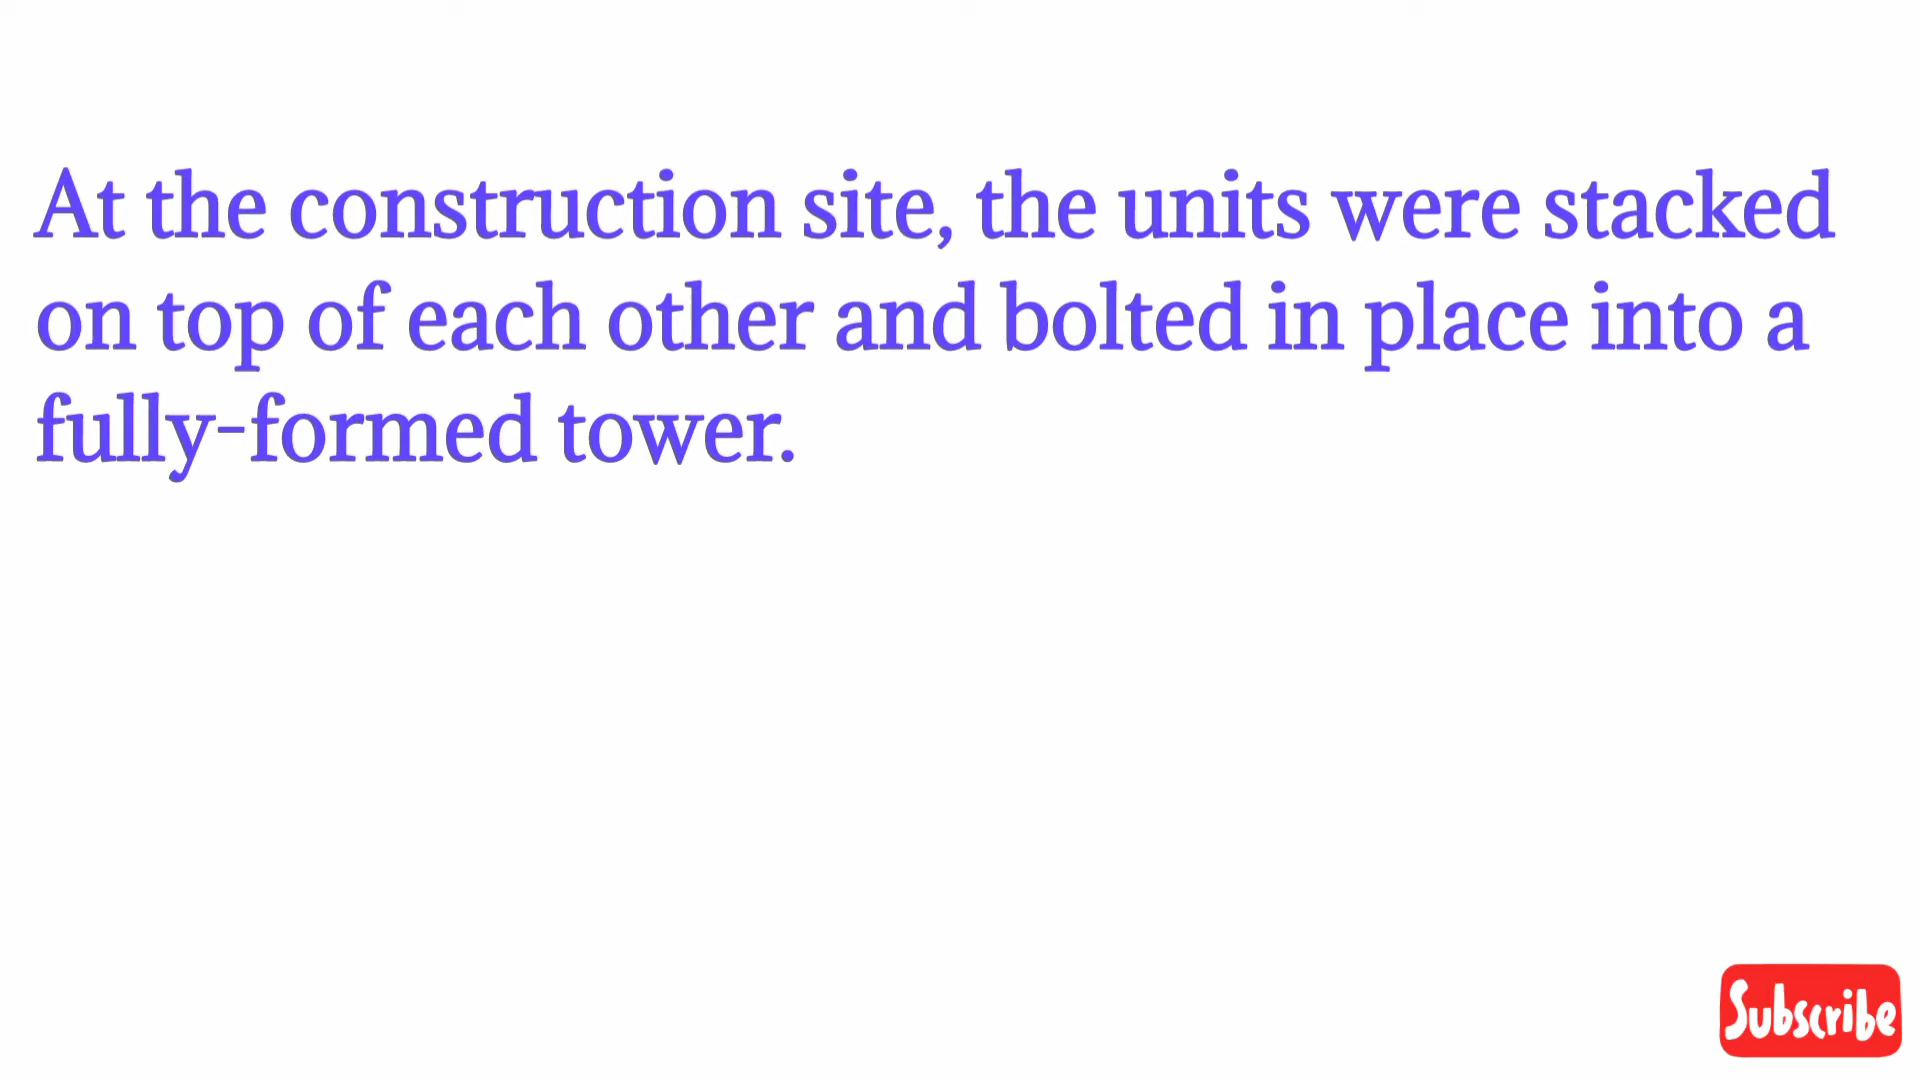 At the construction site, the units were stacked
on top of each other and bolted in place into a
fully-formed tower.
Subscribe